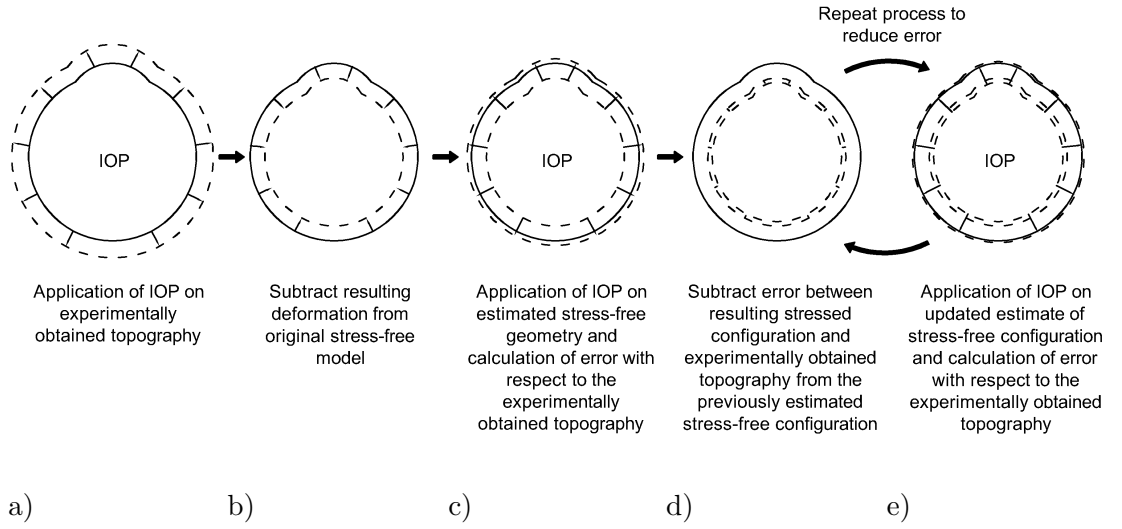 Repeat process to
reduce error
IOP
IOP
IOP
Application of IOP on
experimentally
obtained topography
Subtract resulting
deformation from
original stress-free
model
Application of IOP on
estimated stress-free
geometry and
calculation of error with
respect to the
experimentally
obtained topography
Subtract error between
resulting stressed
configuration and
experimentally obtained
topography from the
previously estimated
stress-free configuration
Application of IOP on
updated estimate of
stress-free configuration
and calculation of error
with respect to the
experimentally obtained
topography
a)
b)
c)
d)
e)